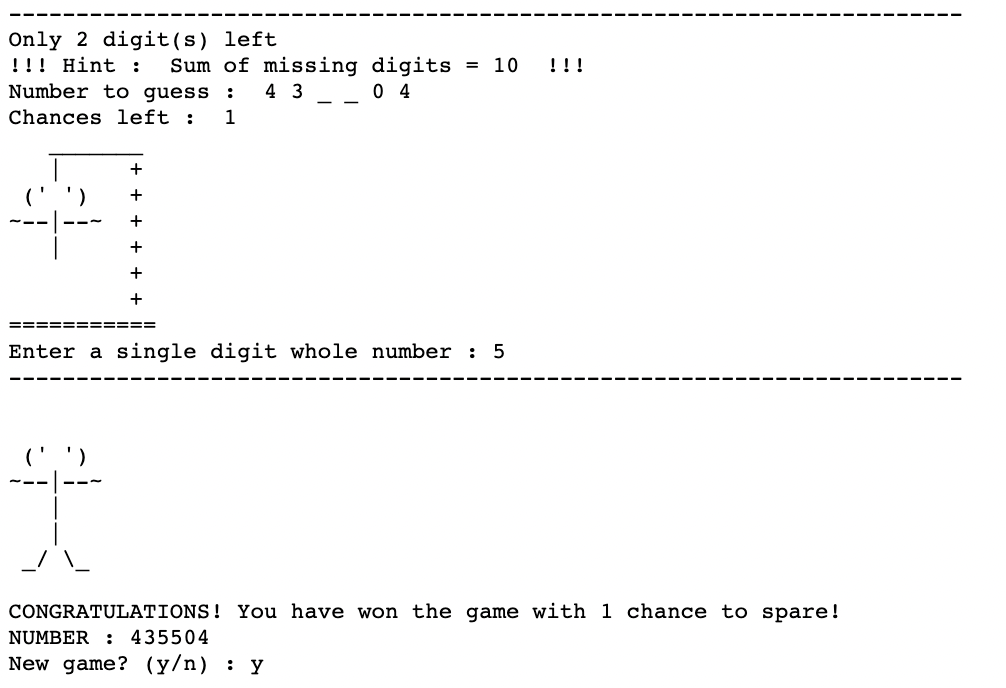 -----------------------------------------------------------------------
Only 2 digit(s) left
!!! Hint :  Sum of missing digits = 10  !!!
Number to guess :  4 3 _ _ 0 4
Chances left :  1
   _______
   |     +
 (' ')   +
~--|--~  +
   |     +
         +
         +
===========
Enter a single digit whole number : 5
-----------------------------------------------------------------------
 (' ')
~--|--~
   |
   |
 _/ \_
CONGRATULATIONS! You have won the game with 1 chance to spare!
NUMBER : 435504
New game? (y/n) : y